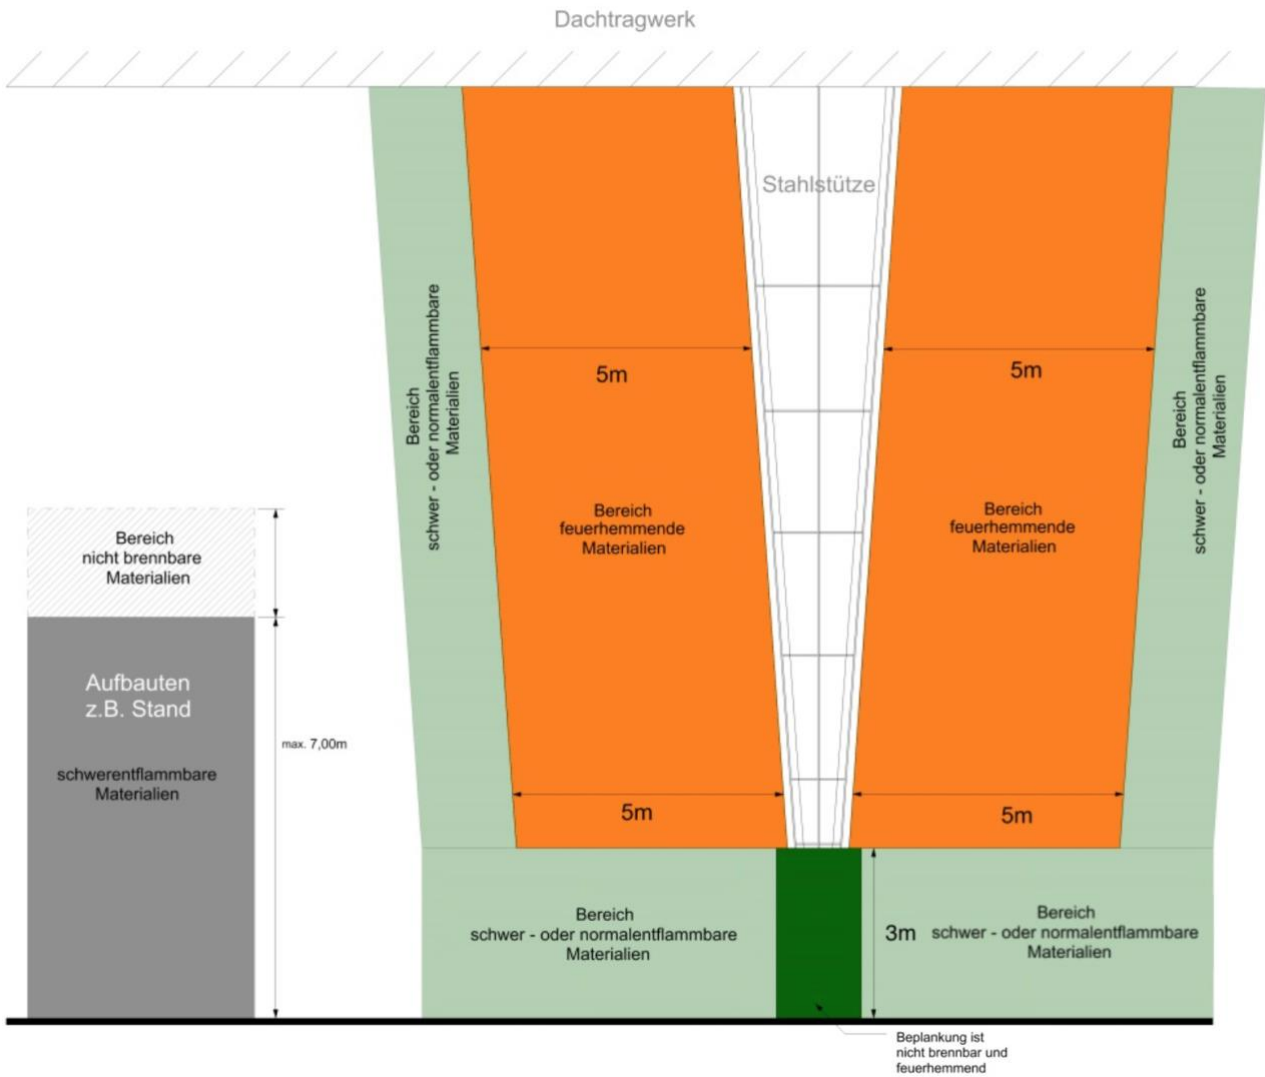 Dachtragwerk
Stahlstütze
Bereich
schwer - oder normalentflammbare
Materialien
5m
5m
Bereich
schwer - oder normalentflammbare
Materialien
Bereich
feuerhemmende
Materialien
Bereich
feuerhemmende
Materialien
Bereich
nicht brennbare
Materialien
Aufbauten
z.B. Stand
schwerentflammbare
Materialien
max. 7,00m
5m
5m
Bereich
schwer - oder normalentflammbare
Materialien
3m
Bereich
schwer - oder normalentflammbare
Materialien
Beplankung ist
nicht brennbar und
feuerhemmend